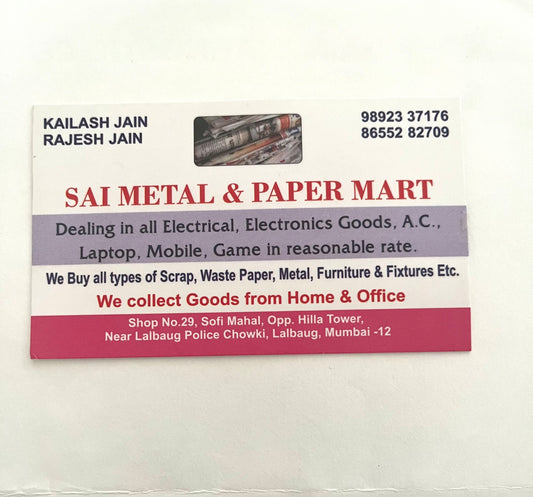 KAILASH JAIN
RAJESH JAIN
98923 37176
86552 82709
SAI METAL & PAPER MART
Dealing in all Electrical, Electronics Goods, A.C.,
Laptop, Mobile, Game in reasonable rate.
We Buy all types of Scrap, Waste Paper, Metal, Furniture & Fixtures Etc.
We collect Goods from Home & Office
Shop No.29, Sofi Mahal, Opp. Hilla Tower,
Near Lalbaug Police Chowki, Lalbaug, Mumbai -12